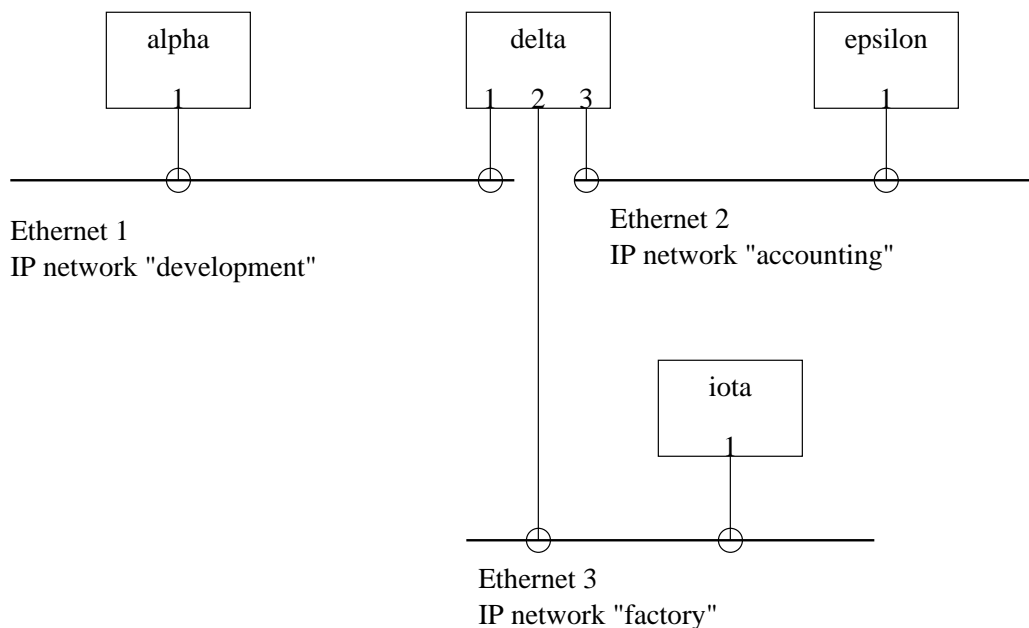 alpha
delta
epsilon
1
1 2 3
1
Ethernet 1
IP network "development"
Ethernet 2
IP network "accounting"
iota
1
Ethernet 3
IP network "factory"